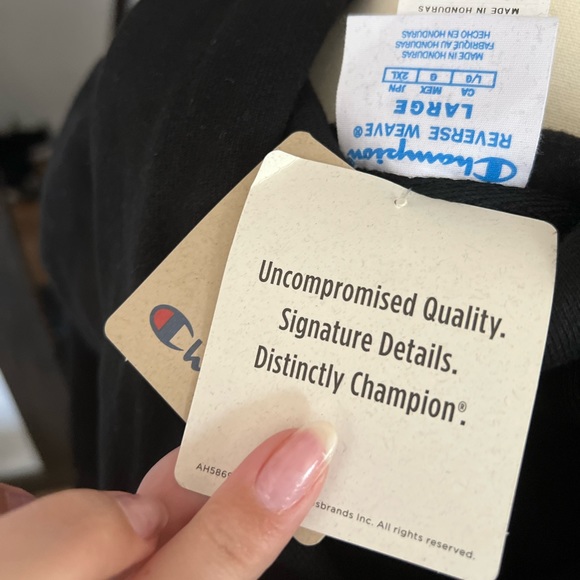 MADE IN HONDURAS
Champion
REVERSE WEAVE®
LARGE
CA MEX JPN
L/G G 2XL
MADE IN HONDURAS
FABRIQUÉ AU HONDURAS
HECHO EN HONDURAS
Uncompromised Quality.
Signature Details.
Distinctly Champion®.
Inc. All rights reserved.